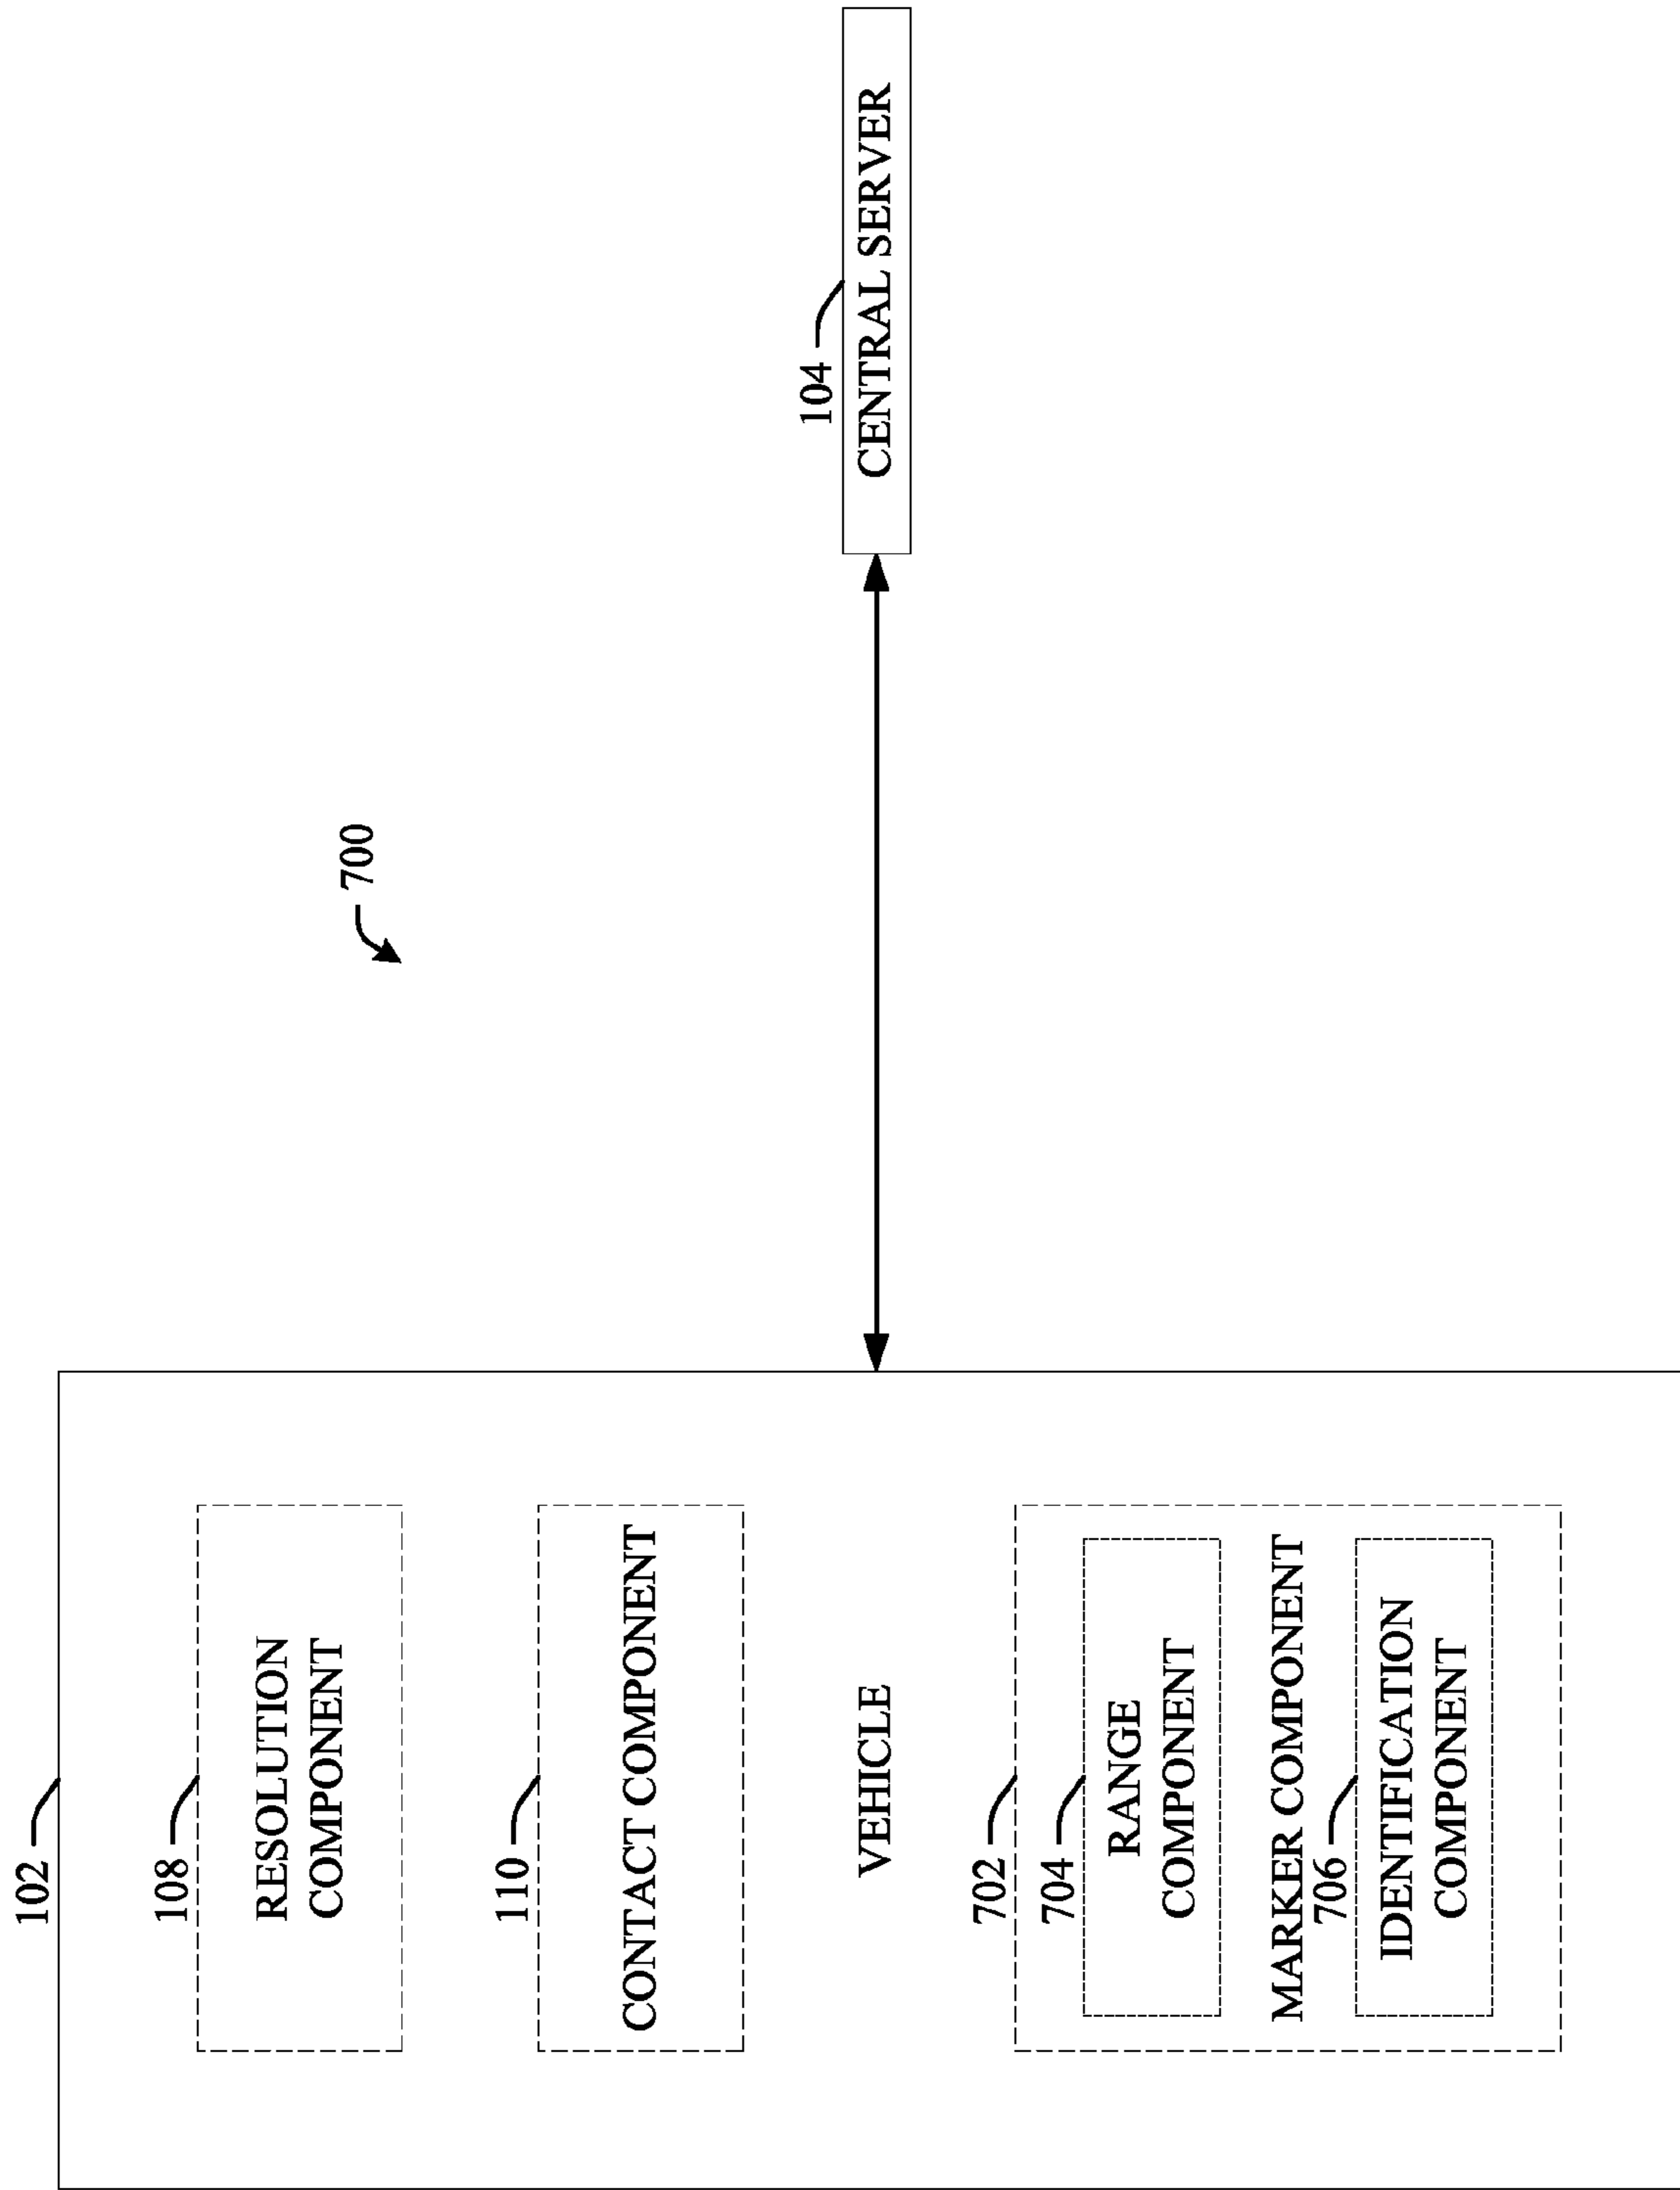 700
102
108
RESOLUTION
COMPONENT
110
CONTACT COMPONENT
VEHICLE
702
704
RANGE
COMPONENT
MARKER COMPONENT
706
IDENTIFICATION
COMPONENT
104
CENTRAL SERVER